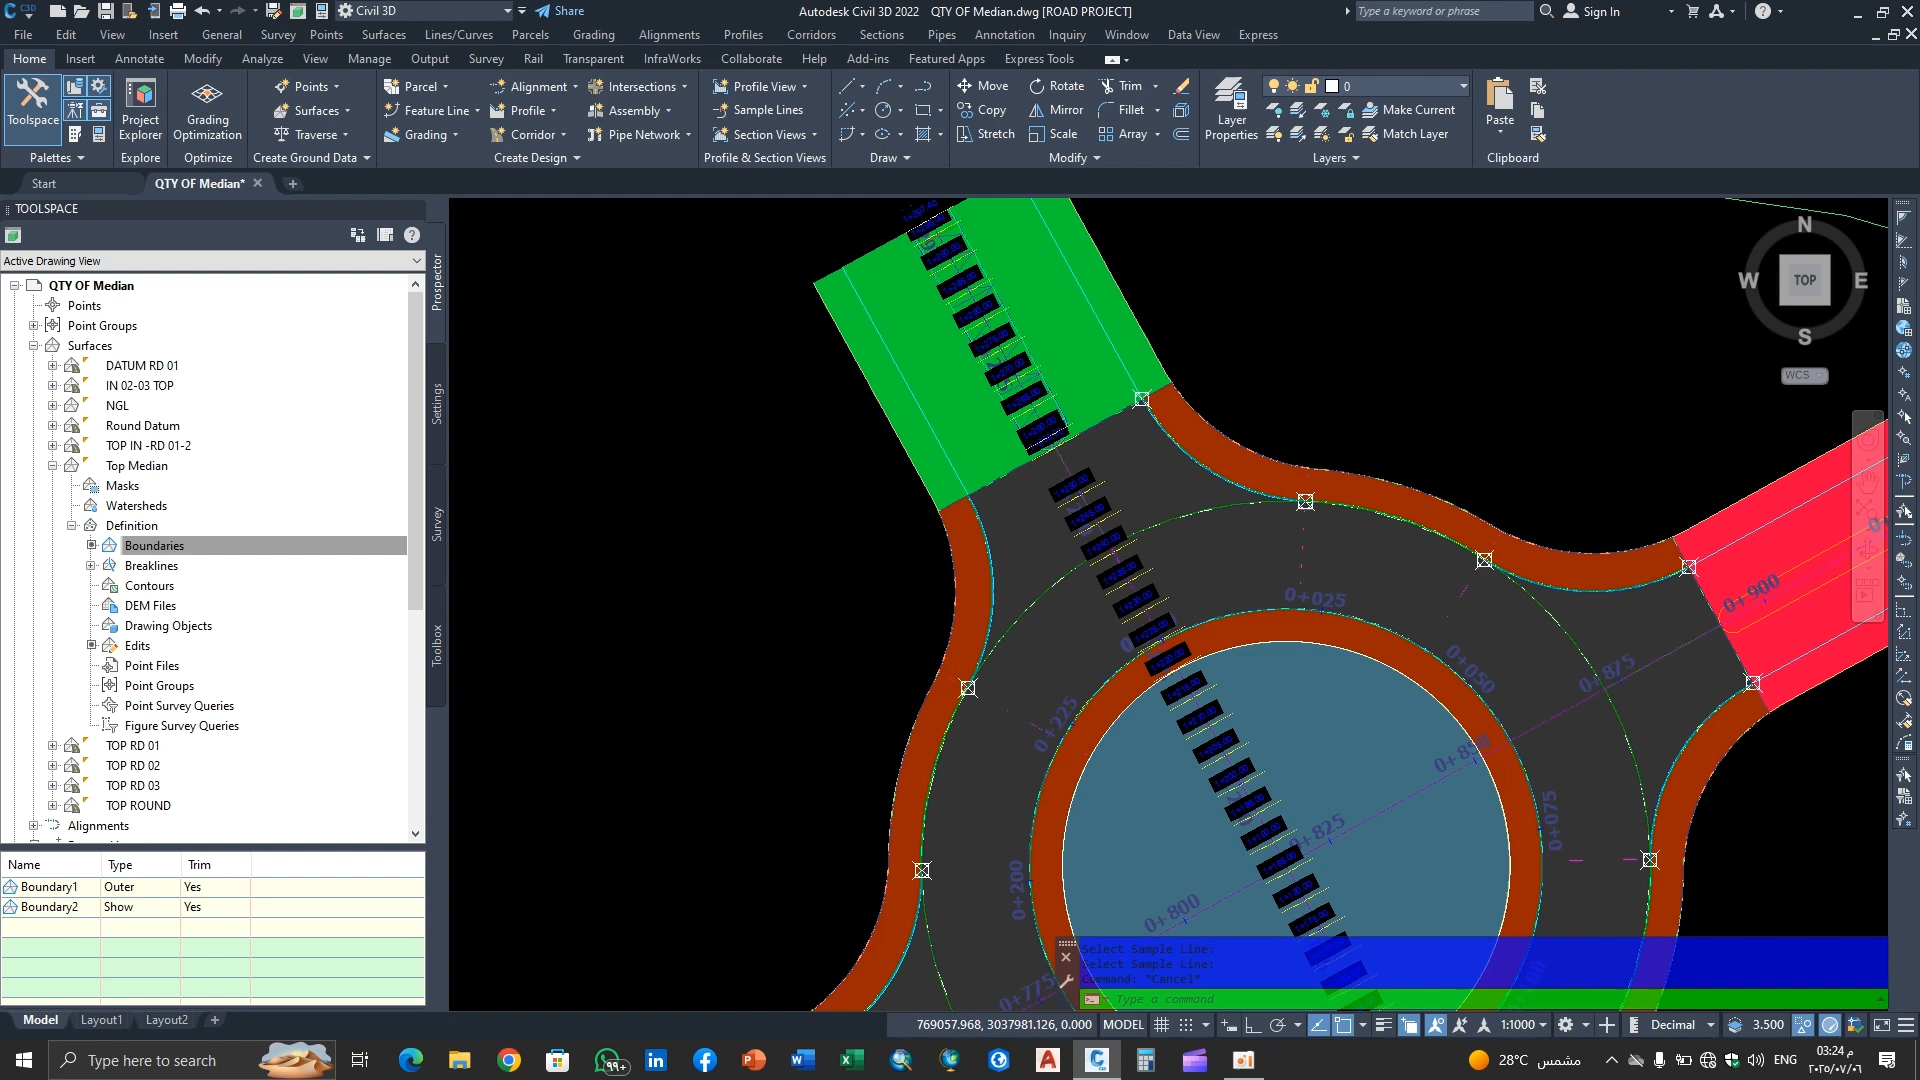 Civil 3D
Share
Autodesk Civil 3D 2022 QTY OF Median.dwg [ROAD PROJECT]
Type a keyword or phrase
Sign In
File Edit View Insert General Survey Points Surfaces Lines/Curves Parcels Grading Alignments Profiles Corridors Sections Pipes Annotation Inquiry Window Data View Express
Home Insert Annotate Modify Analyze View Manage Output Survey Rail Transparent InfraWorks Collaborate Help Add-ins Featured Apps Express Tools
Points Parcel Alignment Intersections Profile View Move Rotate Trim 0
Surfaces Feature Line Profile Assembly Sample Lines Copy Mirror Fillet Make Current
Traverse Grading Corridor Pipe Network Section Views Stretch Scale Array Match Layer
Toolspace
Project Explorer
Grading Optimization
Layer Properties
Paste
Palettes Explore Optimize Create Ground Data Create Design Profile & Section Views Draw Modify Layers Clipboard
Start
QTY OF Median*
TOOLSPACE
Active Drawing View
Prospector
Settings
Survey
Toolbox
QTY OF Median
Points
Point Groups
Surfaces
DATUM RD 01
IN 02-03 TOP
NGL
Round Datum
TOP IN -RD 01-2
Top Median
Masks
Watersheds
Definition
Boundaries
Breaklines
Contours
DEM Files
Drawing Objects
Edits
Point Files
Point Groups
Point Survey Queries
Figure Survey Queries
TOP RD 01
TOP RD 02
TOP RD 03
TOP ROUND
Alignments
Name Type Trim
Boundary1 Outer Yes
Boundary2 Show Yes
N
W TOP E
S
WCS
0+025
0+050
0+075
0+225
0+200
0+775
0+800
0+825
0+850
0+875
0+900
Select Sample Line:
Select Sample Line:
Command: *Cancel*
Type a command
Model Layout1 Layout2
769057.968, 3037981.126, 0.000 MODEL 1:1000 Decimal 3.500
Type here to search
٩٩+
28°C مشمس
ENG
03:24 م
٢٠٢٥/٠٧/٠٦